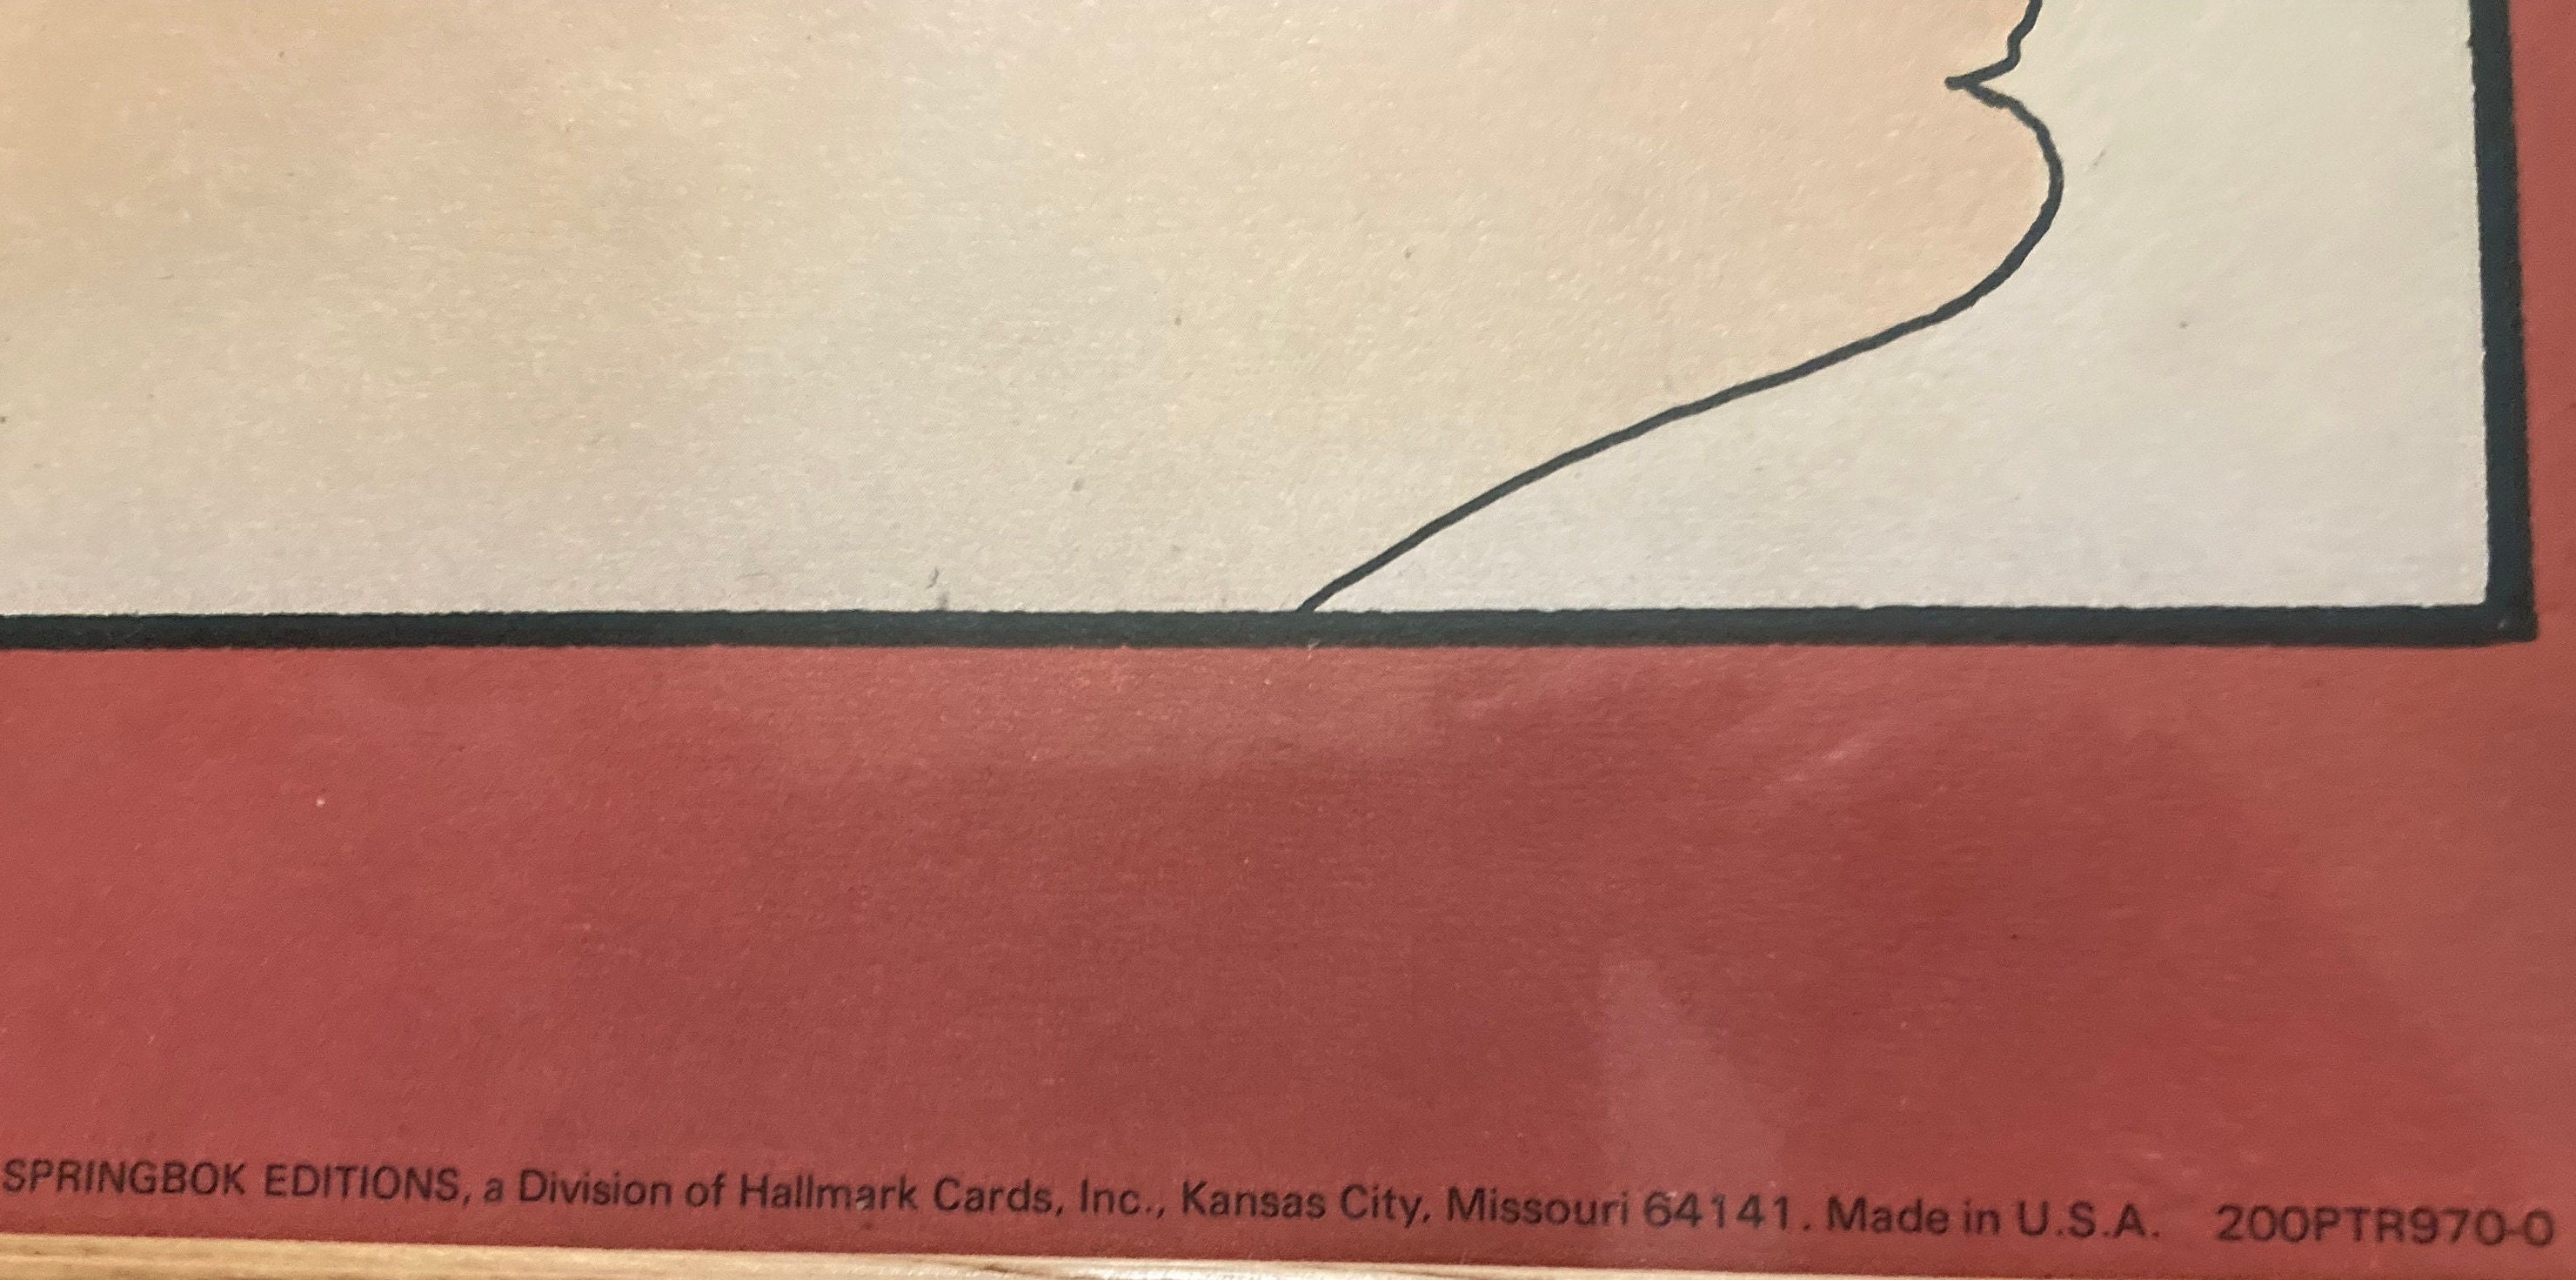 SPRINGBOK EDITIONS, a Division of Hallmark Cards, Inc., Kansas City, Missouri 64141. Made in U.S.A. 200PTR970-0